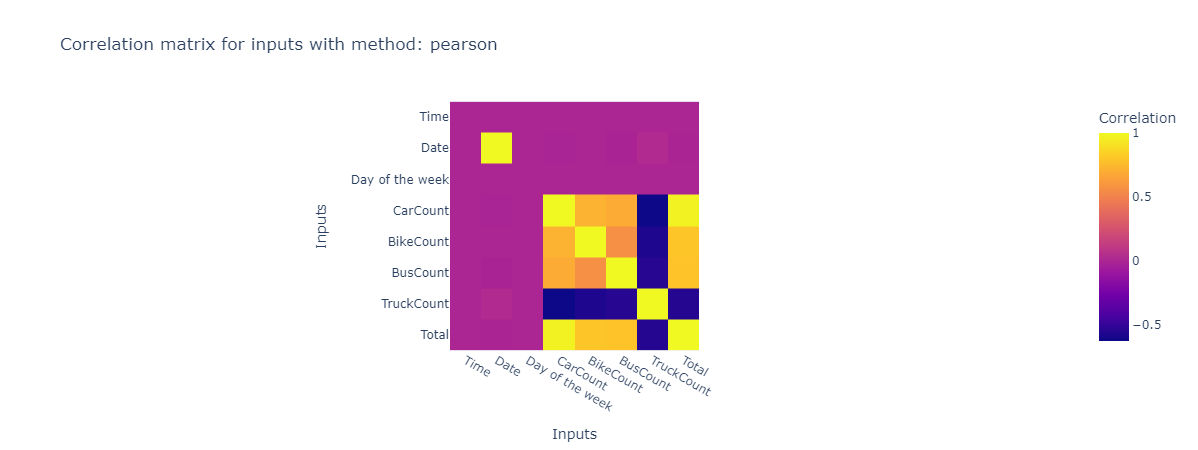 Correlation matrix for inputs with method: pearson
Time
Date
Day of the week
CarCount
BikeCount
BusCount
TruckCount
Total
Inputs
Time
Date
Day of the week
CarCount
BikeCount
BusCount
TruckCount
Total
Inputs
Correlation
1
0.5
0
−0.5